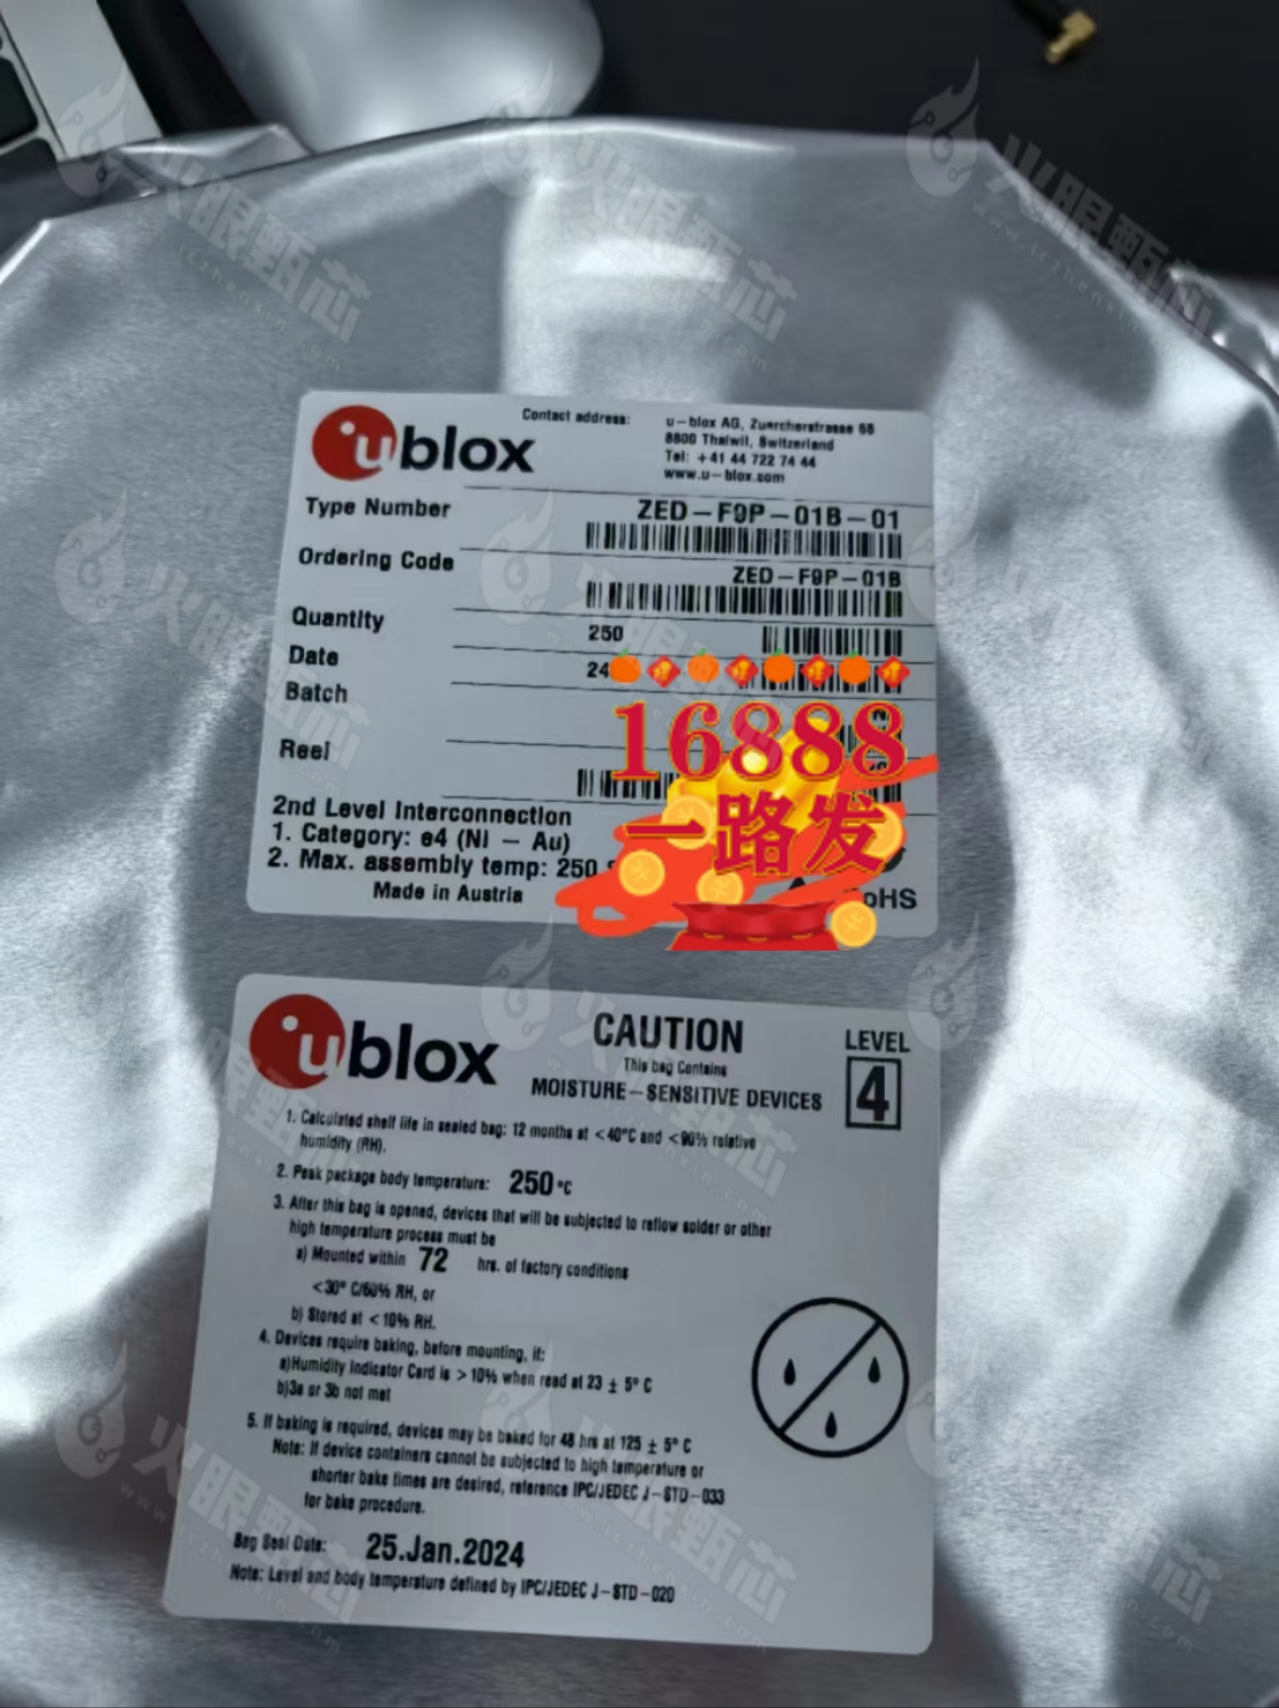 ublox
Contact address: u-blox AG, Zuercherstrasse 68
8800 Thalwil, Switzerland
Tel: +41 44 722 74 44
www.u-blox.com
Type Number ZED-F9P-01B-01
Ordering Code ZED-F9P-01B
Quantity 250
Date 24
Batch
16888
Reel
一路发
2nd Level Interconnection
1. Category: e4 (Ni - Au)
2. Max. assembly temp: 250
Made in Austria
oHS
ublox
CAUTION
This bag Contains
MOISTURE-SENSITIVE DEVICES
LEVEL
4
1. Calculated shelf life in sealed bag: 12 months at <40°C and <90% relative
humidity (RH).
2. Peak package body temperature: 250°C
3. After this bag is opened, devices that will be subjected to reflow solder or other
high temperature process must be
a) Mounted within 72 hrs. of factory conditions
<30° C/60% RH, or
b) Stored at <10% RH.
4. Devices require baking, before mounting, if:
a)Humidity Indicator Card is >10% when read at 23 ± 5° C
b)3a or 3b not met
5. If baking is required, devices may be baked for 48 hrs at 125 ± 5° C
Note: If device containers cannot be subjected to high temperature or
shorter bake times are desired, reference IPC/JEDEC J-STD-033
for bake procedure.
Bag Seal Date: 25.Jan.2024
Note: Level and body temperature defined by IPC/JEDEC J-STD-020
火眼甄芯
www.iczhenxin.com